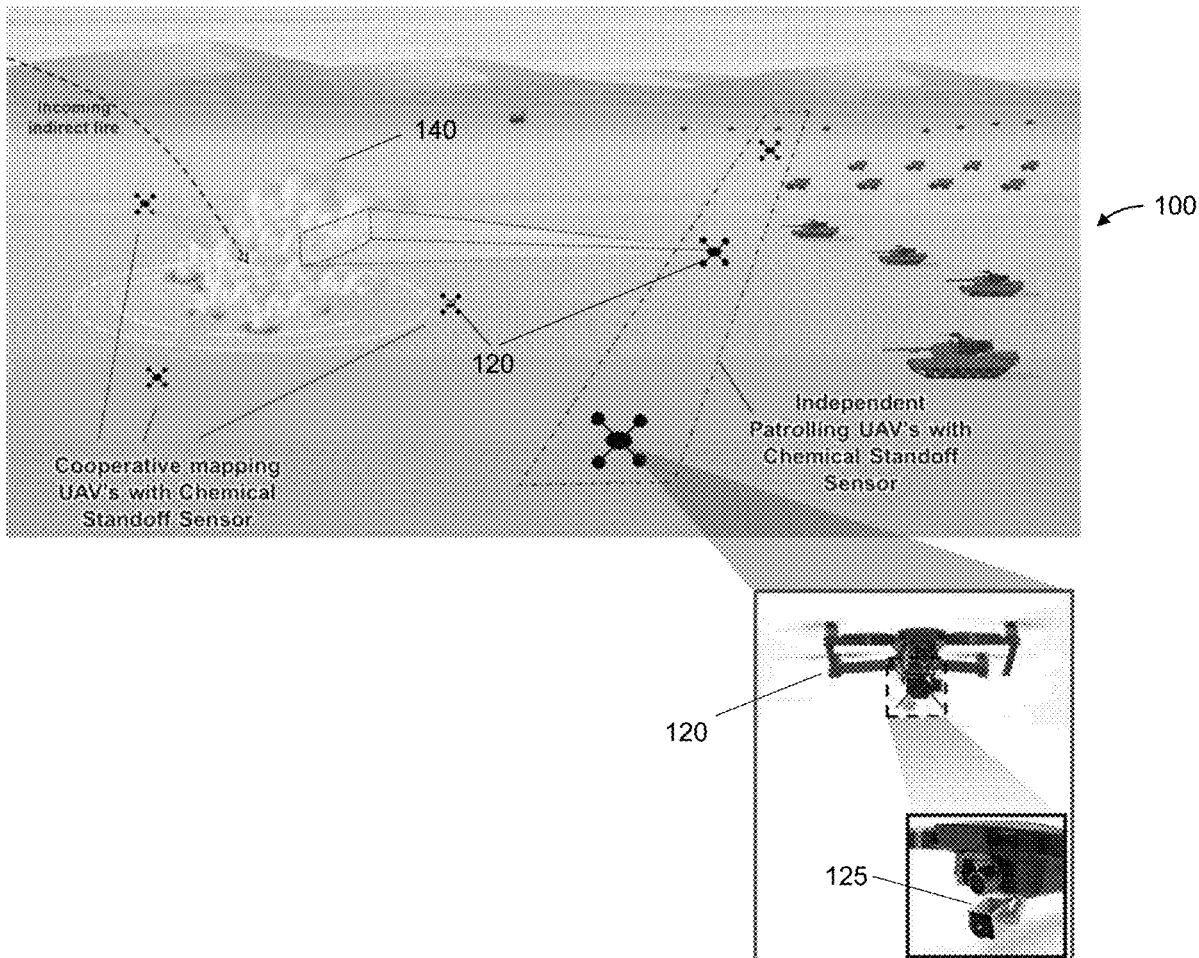 Incoming
indirect fire
140
100
120
Independent
Patrolling UAV's with
Chemical Standoff
Sensor
Cooperative mapping
UAV's with Chemical
Standoff Sensor
120
125